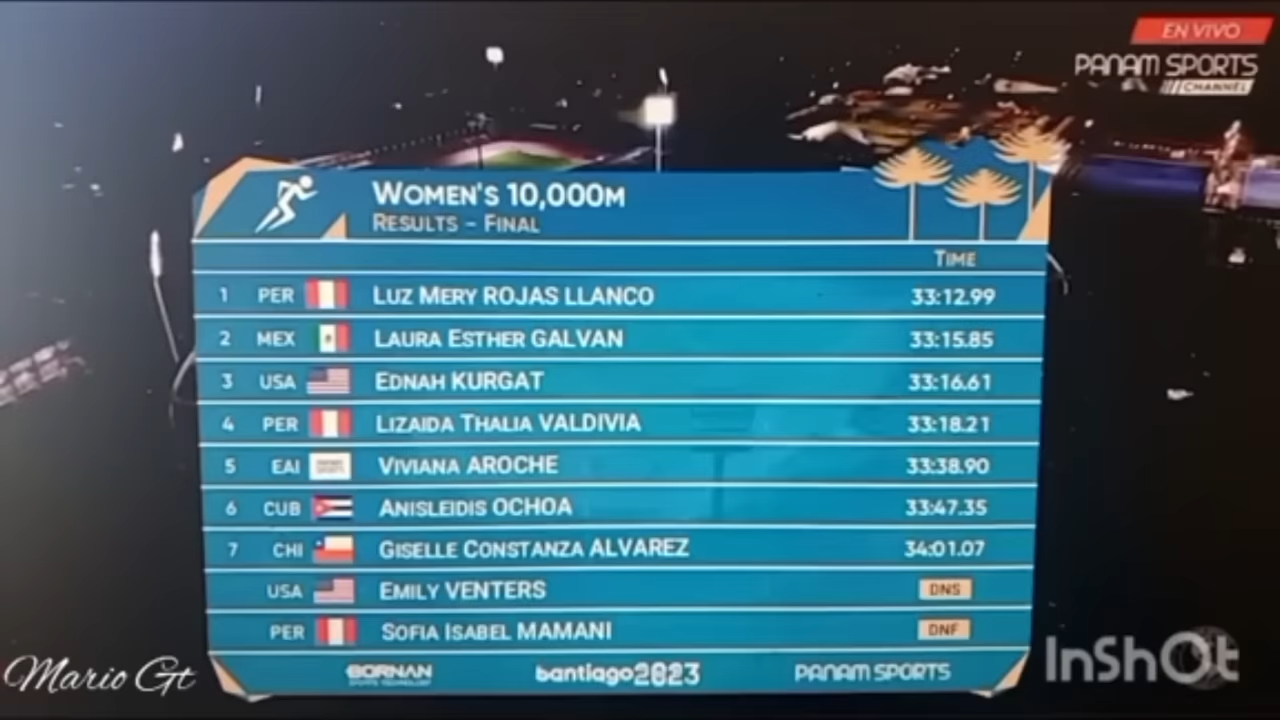 EN VIVO
PANAM SPORTS
CHANNEL
WOMEN'S 10,000M
RESULTS - FINAL
TIME
1 PER LUZ MERY ROJAS LLANCO 33:12.99
2 MEX LAURA ESTHER GALVAN 33:15.85
3 USA EDNAH KURGAT 33:16.61
4 PER LIZAIDA THALIA VALDIVIA 33:18.21
5 EAI VIVIANA AROCHE 33:38.90
6 CUB ANISLEIDIS OCHOA 33:47.35
7 CHI GISELLE CONSTANZA ALVAREZ 34:01.07
USA EMILY VENTERS DNS
PER SOFIA ISABEL MAMANI DNF
BORNAN
Santiago2023
PANAM SPORTS
Mario Gt
InShOt